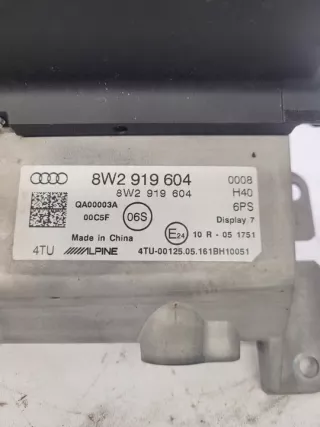 8W2 919 604 0008
8W2 919 604 H40
QA00003A 6PS
00C5F 06S Display 7
Made in China E24 10 R - 05 1751
4TU ALPINE 4TU-00125.05.161BH10051